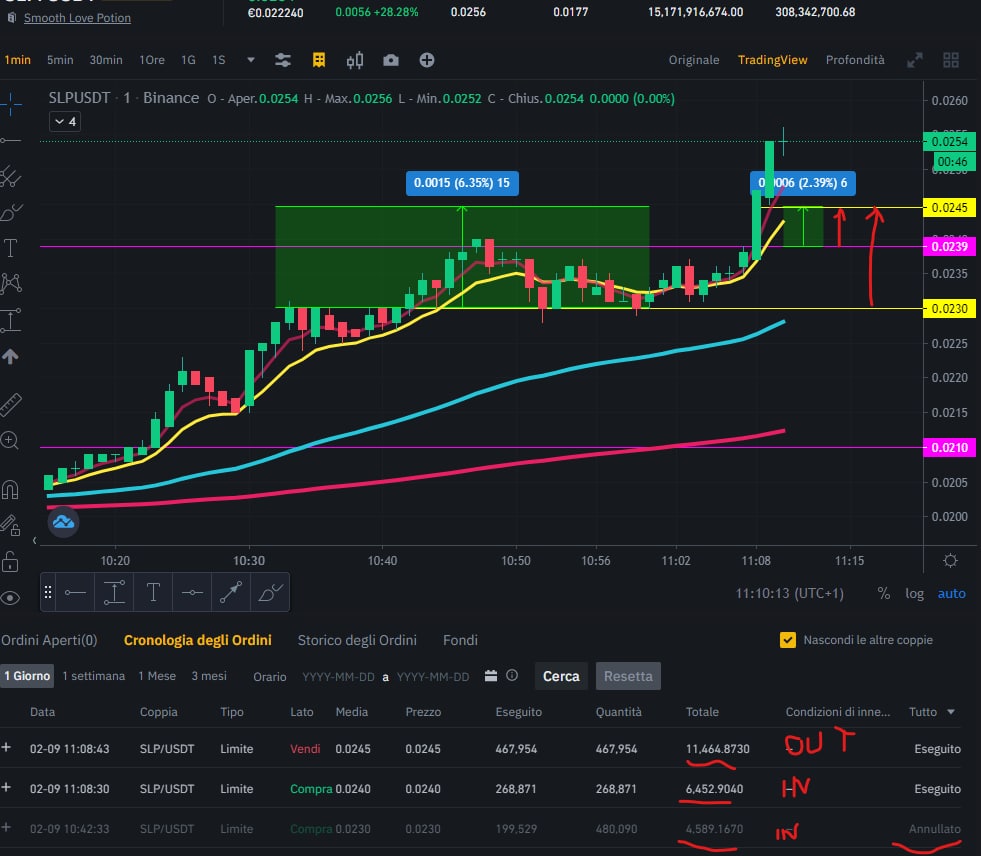 €0.022240 0.0056 +28.28% 0.0256 0.0177 15,171,916,674.00 308,342,700.68
Smooth Love Potion
1min 5min 30min 1Ore 1G 1S Originale TradingView Profondità
SLPUSDT · 1 · Binance O - Aper.0.0254 H - Max.0.0256 L - Min.0.0252 C - Chius.0.0254 0.0000 (0.00%)
4
0.0260
0.0254
00:46
0.0015 (6.35%) 15
0.0006 (2.39%) 6
0.0245
0.0239
0.0235
0.0230
0.0225
0.0220
0.0215
0.0210
0.0205
0.0200
10:20 10:30 10:40 10:50 10:56 11:02 11:08 11:15
11:10:13 (UTC+1) % log auto
Ordini Aperti(0) Cronologia degli Ordini Storico degli Ordini Fondi Nascondi le altre coppie
1 Giorno 1 settimana 1 Mese 3 mesi Orario YYYY-MM-DD a YYYY-MM-DD Cerca Resetta
Data Coppia Tipo Lato Media Prezzo Eseguito Quantità Totale Condizioni di inne... Tutto
02-09 11:08:43 SLP/USDT Limite Vendi 0.0245 0.0245 467,954 467,954 11,464.8730 OUT Eseguito
02-09 11:08:30 SLP/USDT Limite Compra 0.0240 0.0240 268,871 268,871 6,452.9040 IN Eseguito
02-09 10:42:33 SLP/USDT Limite Compra 0.0230 0.0230 199,529 480,090 4,589.1670 IN Annullato